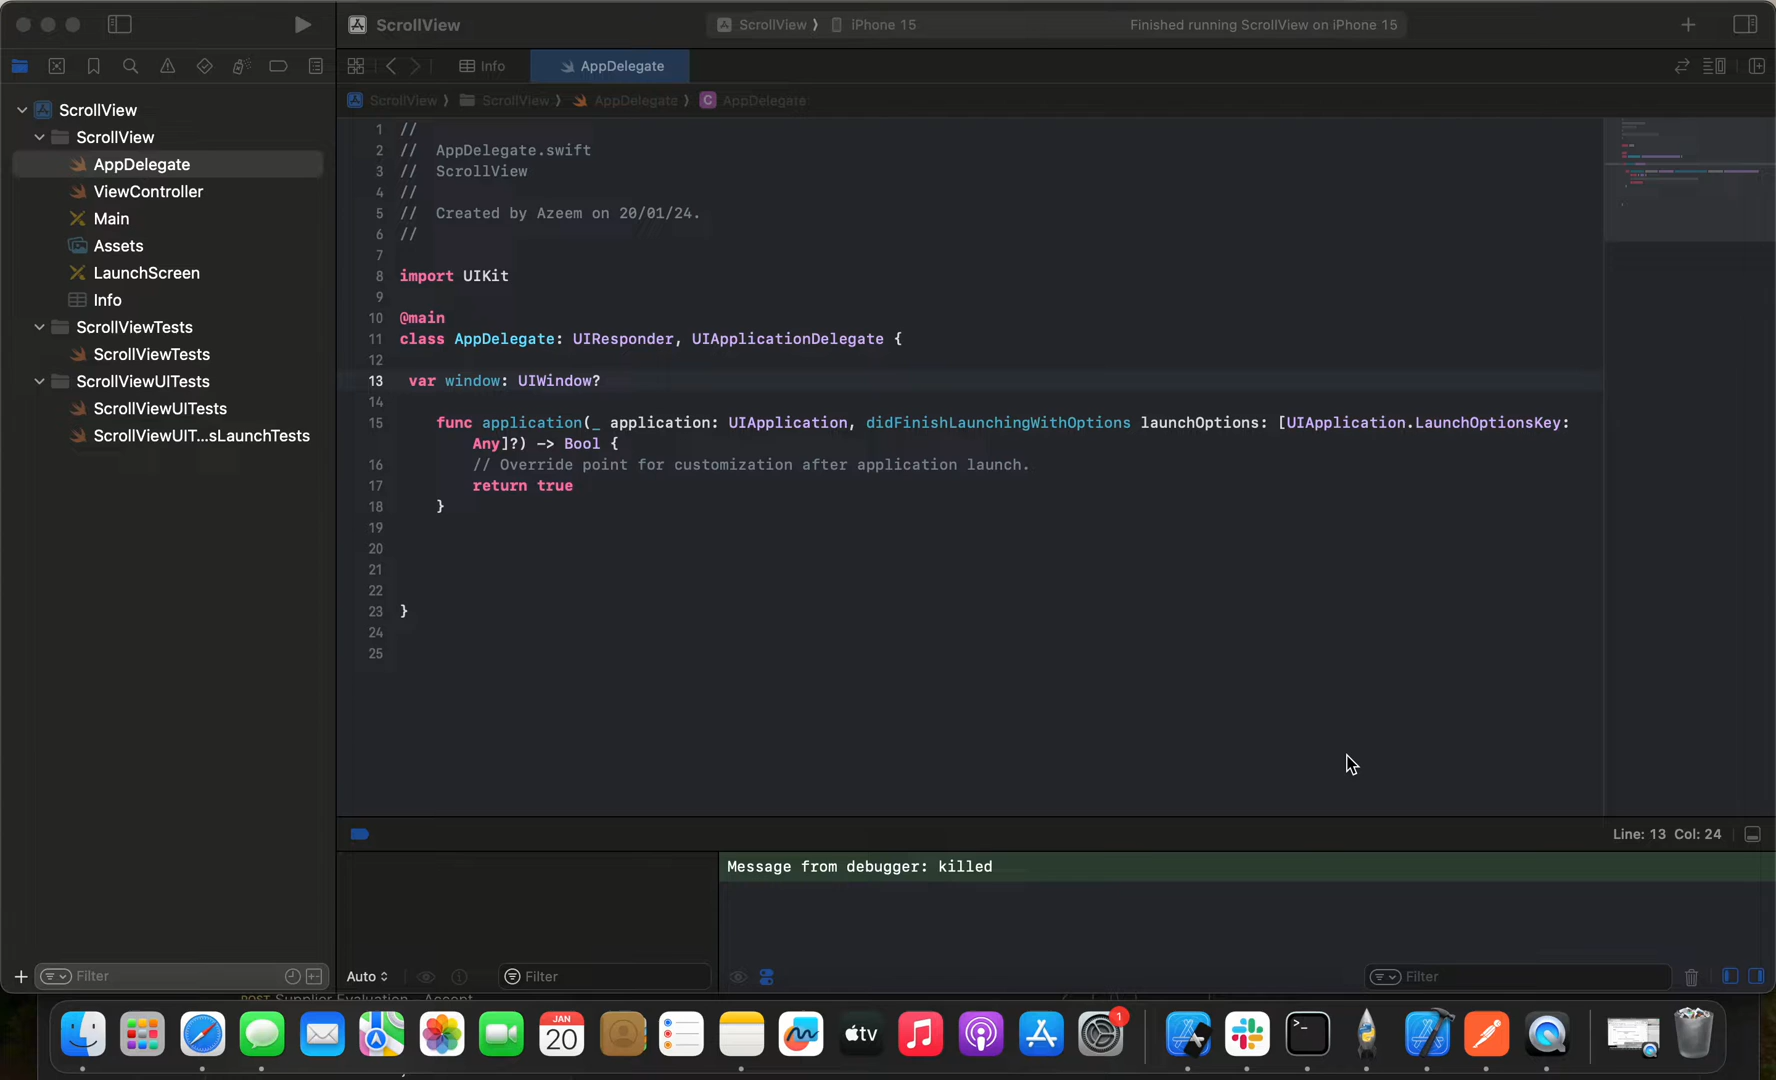 ScrollView
ScrollView ⟩ iPhone 15
Finished running ScrollView on iPhone 15
Info
AppDelegate
ScrollView ⟩ ScrollView ⟩ AppDelegate ⟩ C AppDelegate
ScrollView
ScrollView
AppDelegate
ViewController
Main
Assets
LaunchScreen
Info
ScrollViewTests
ScrollViewTests
ScrollViewUITests
ScrollViewUITests
ScrollViewUIT...sLaunchTests
Filter
1 //
2 // AppDelegate.swift
3 // ScrollView
4 //
5 // Created by Azeem on 20/01/24.
6 //
7
8 import UIKit
9
10 @main
11 class AppDelegate: UIResponder, UIApplicationDelegate {
12
13 var window: UIWindow?
14
15 func application(_ application: UIApplication, didFinishLaunchingWithOptions launchOptions: [UIApplication.LaunchOptionsKey:
Any]?) -> Bool {
16 // Override point for customization after application launch.
17 return true
18 }
19
20
21
22
23 }
24
25
Line: 13 Col: 24
Message from debugger: killed
Auto
Filter
Filter
POST Supplier Evaluation - Accept
JAN
20
tv
1
>_